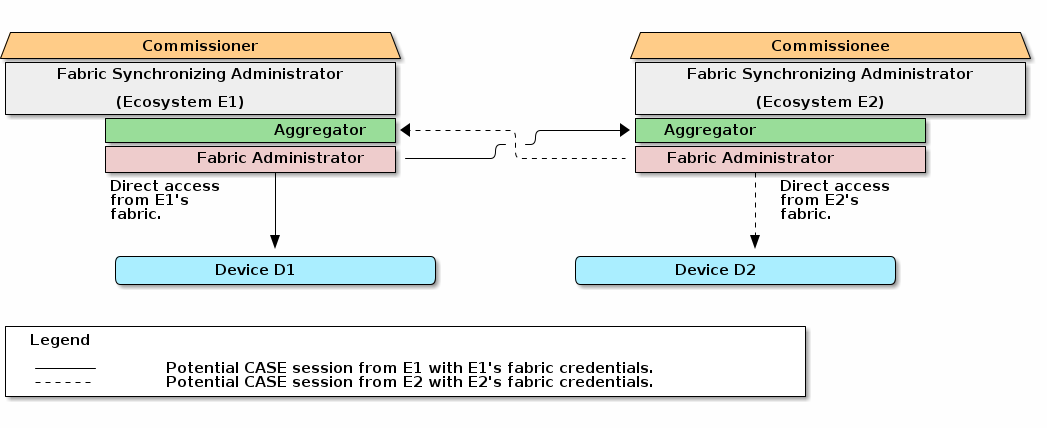 Commissioner
Fabric Synchronizing Administrator
(Ecosystem E1)
Aggregator
Fabric Administrator
Direct access
from E1's
fabric.
Device D1
Commissionee
Fabric Synchronizing Administrator
(Ecosystem E2)
Aggregator
Fabric Administrator
Direct access
from E2's
fabric.
Device D2
Legend
Potential CASE session from E1 with E1's fabric credentials.
Potential CASE session from E2 with E2's fabric credentials.